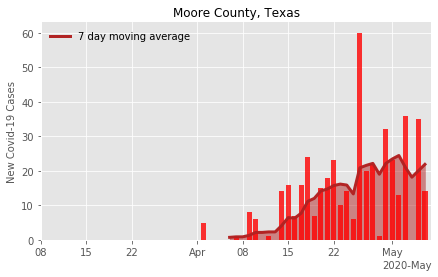 Moore County, Texas
7 day moving average
New Covid-19 Cases
60
50
40
30
20
10
0
08 15 22 Apr 08 15 22 May
2020-May